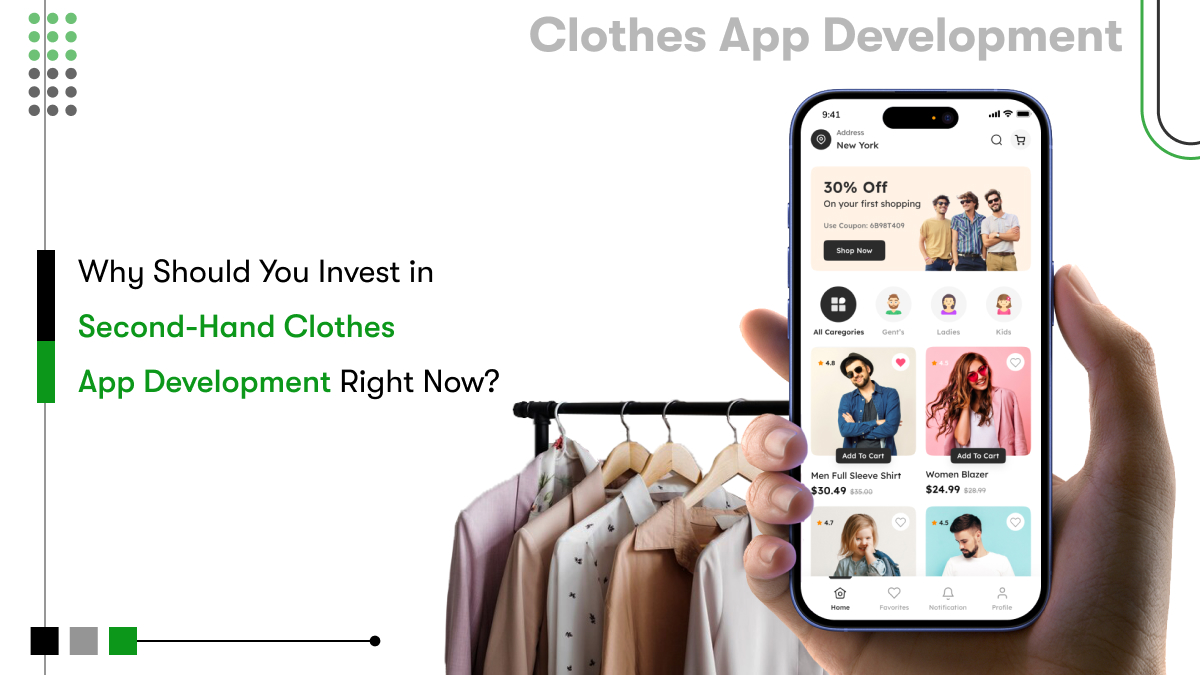 Clothes App Development
Why Should You Invest in
Second-Hand Clothes
App Development Right Now?
9:41
Address
New York
30% Off
On your first shopping
Use Coupon: 6B98T409
Shop Now
All Caregories
Gent's
Ladies
Kids
4.8
Add To Cart
Add To Cart
Men Full Sleeve Shirt
Women Blazer
$30.49 $35.00
$24.99 $28.99
4.7
4.5
Home
Favorites
Notification
Profile